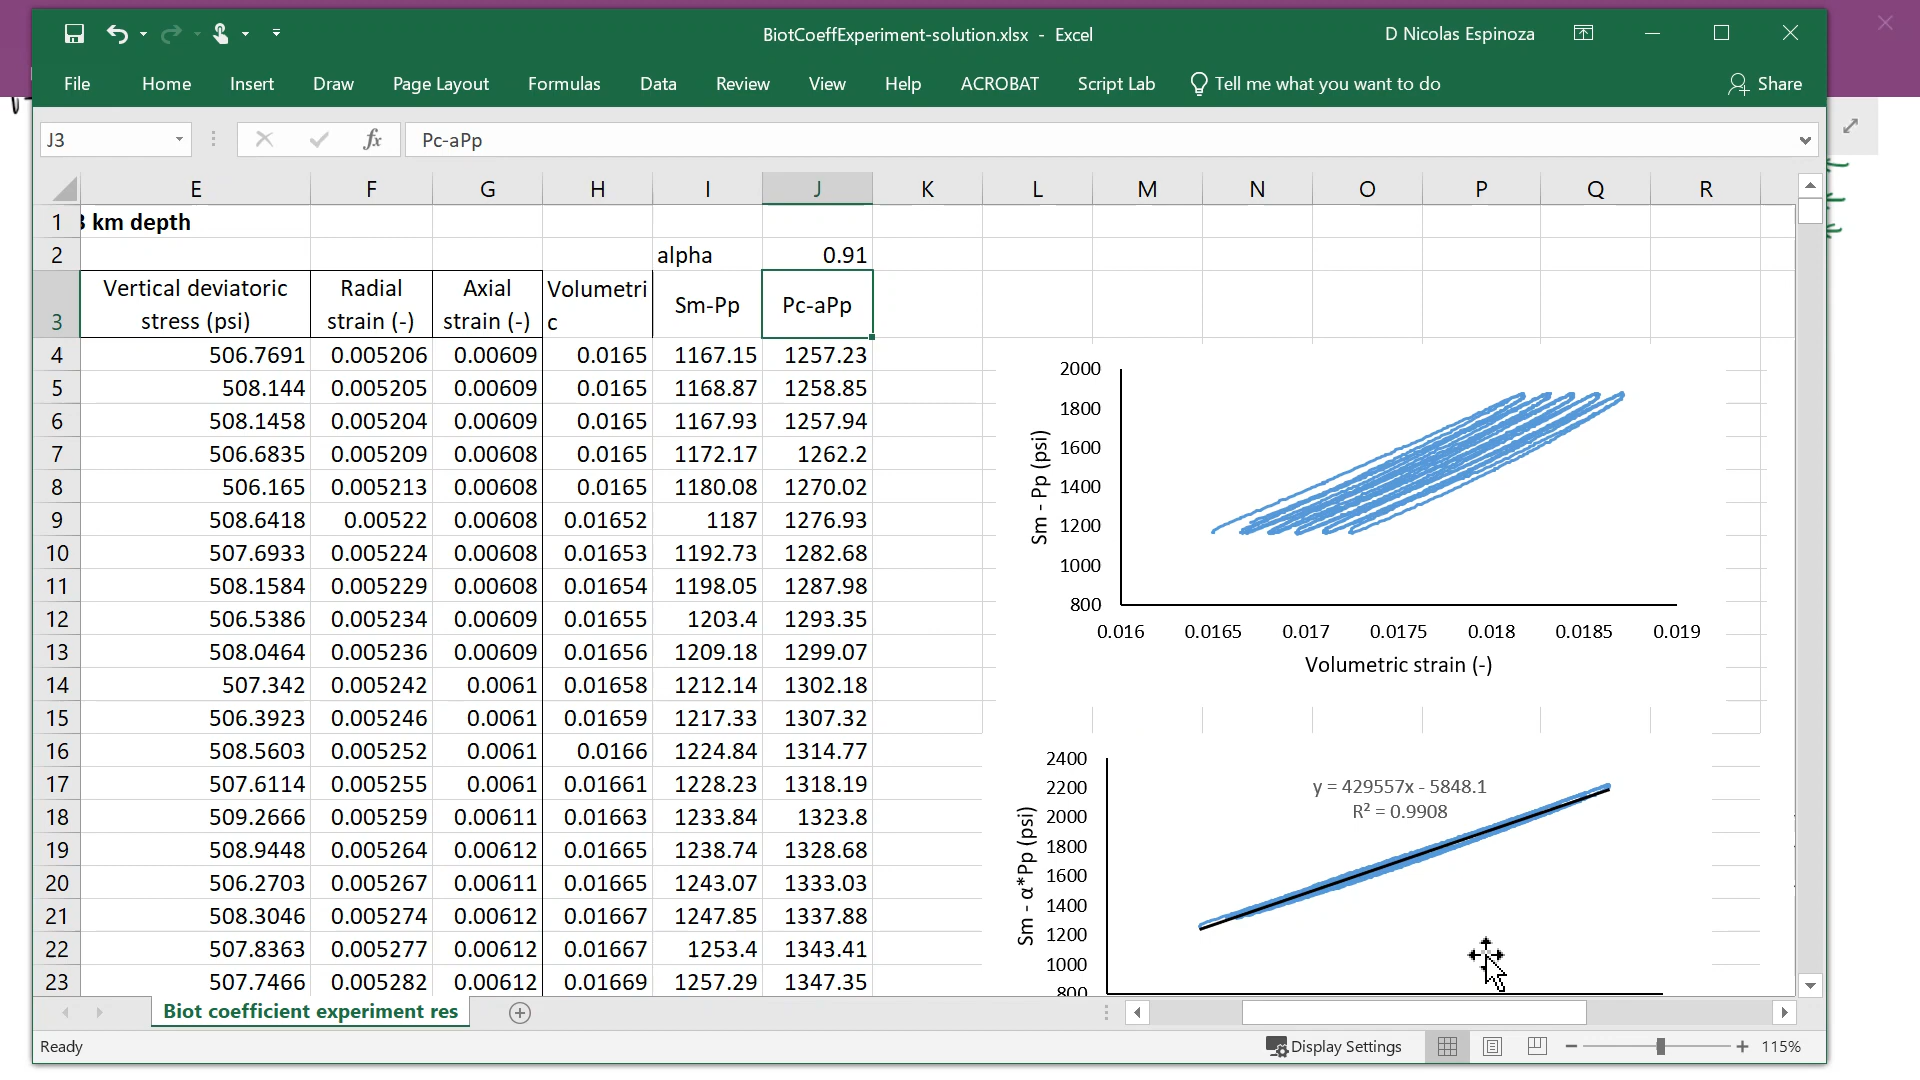 BiotCoeffExperiment-solution.xlsx - Excel
D Nicolas Espinoza
File Home Insert Draw Page Layout Formulas Data Review View Help ACROBAT Script Lab Tell me what you want to do Share
J3 fx Pc-aPp
E F G H I J K L M N O P Q R
1 km depth
2 alpha 0.91
3 Vertical deviatoric stress (psi) Radial strain (-) Axial strain (-) Volumetri c Sm-Pp Pc-aPp
4 506.7691 0.005206 0.00609 0.0165 1167.15 1257.23
5 508.144 0.005205 0.00609 0.0165 1168.87 1258.85
6 508.1458 0.005204 0.00609 0.0165 1167.93 1257.94
7 506.6835 0.005209 0.00608 0.0165 1172.17 1262.2
8 506.165 0.005213 0.00608 0.0165 1180.08 1270.02
9 508.6418 0.00522 0.00608 0.01652 1187 1276.93
10 507.6933 0.005224 0.00608 0.01653 1192.73 1282.68
11 508.1584 0.005229 0.00608 0.01654 1198.05 1287.98
12 506.5386 0.005234 0.00609 0.01655 1203.4 1293.35
13 508.0464 0.005236 0.00609 0.01656 1209.18 1299.07
14 507.342 0.005242 0.0061 0.01658 1212.14 1302.18
15 506.3923 0.005246 0.0061 0.01659 1217.33 1307.32
16 508.5603 0.005252 0.0061 0.0166 1224.84 1314.77
17 507.6114 0.005255 0.0061 0.01661 1228.23 1318.19
18 509.2666 0.005259 0.00611 0.01663 1233.84 1323.8
19 508.9448 0.005264 0.00612 0.01665 1238.74 1328.68
20 506.2703 0.005267 0.00611 0.01665 1243.07 1333.03
21 508.3046 0.005274 0.00612 0.01667 1247.85 1337.88
22 507.8363 0.005277 0.00612 0.01667 1253.4 1343.41
23 507.7466 0.005282 0.00612 0.01669 1257.29 1347.35
Sm - Pp (psi)
2000
1800
1600
1400
1200
1000
800
0.016 0.0165 0.017 0.0175 0.018 0.0185 0.019
Volumetric strain (-)
Sm - α*Pp (psi)
2400
2200
2000
1800
1600
1400
1200
1000
800
y = 429557x - 5848.1
R² = 0.9908
Biot coefficient experiment res
Ready
Display Settings
115%